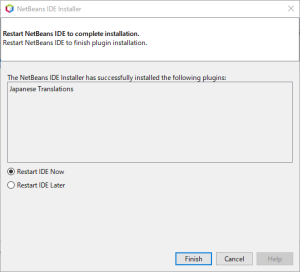 NetBeans IDE Installer
Restart NetBeans IDE to complete installation.
Restart NetBeans IDE to finish plugin installation.
The NetBeans IDE Installer has successfully installed the following plugins:
Japanese Translations
Restart IDE Now
Restart IDE Later
Finish Cancel Help